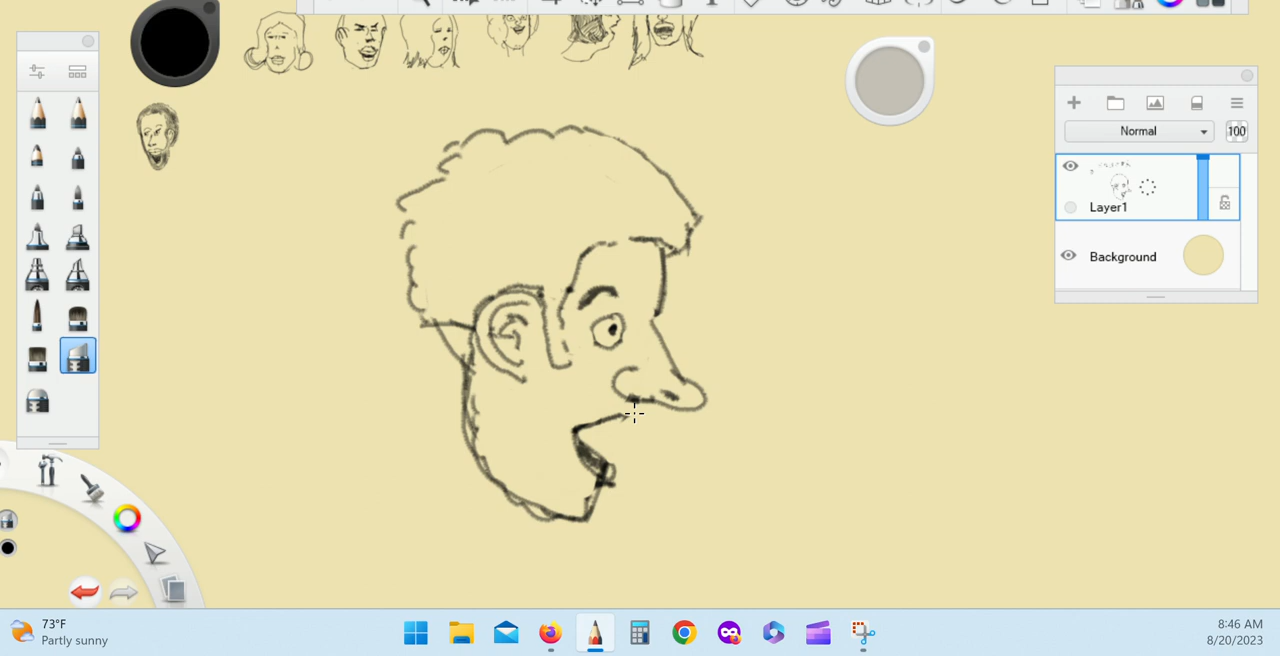 Normal
100
Layer1
Background
73°F
Partly sunny
8:46 AM
8/20/2023